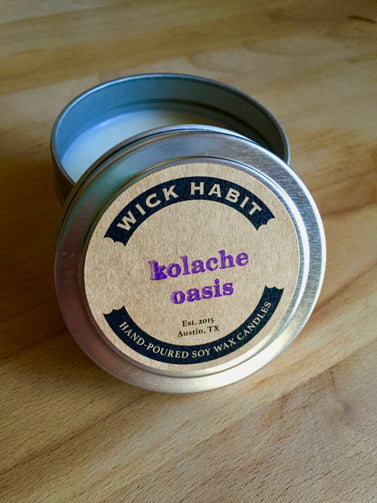 WICK HABIT
kolache
oasis
Est. 2015
Austin, TX
HAND-POURED SOY WAX CANDLES